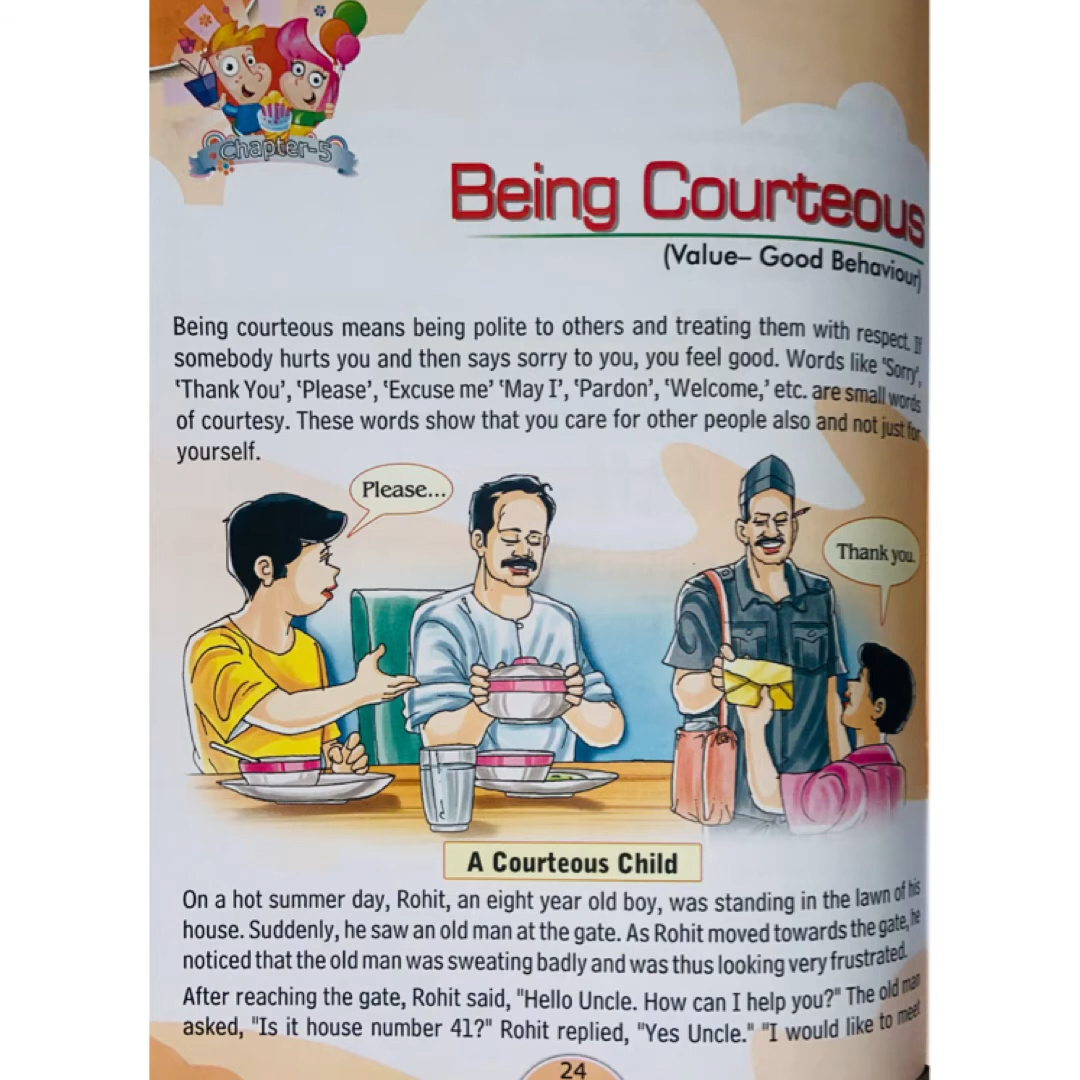 Chapter-5
Being Courteous
(Value– Good Behaviour)
Being courteous means being polite to others and treating them with respect. If
somebody hurts you and then says sorry to you, you feel good. Words like 'Sorry',
'Thank You', 'Please', 'Excuse me' 'May I', 'Pardon', 'Welcome,' etc. are small words
of courtesy. These words show that you care for other people also and not just for
yourself.
Please...
Thank you.
A Courteous Child
On a hot summer day, Rohit, an eight year old boy, was standing in the lawn of his
house. Suddenly, he saw an old man at the gate. As Rohit moved towards the gate, he
noticed that the old man was sweating badly and was thus looking very frustrated.
After reaching the gate, Rohit said, "Hello Uncle. How can I help you?" The old man
asked, "Is it house number 41?" Rohit replied, "Yes Uncle." "I would like to meet
24